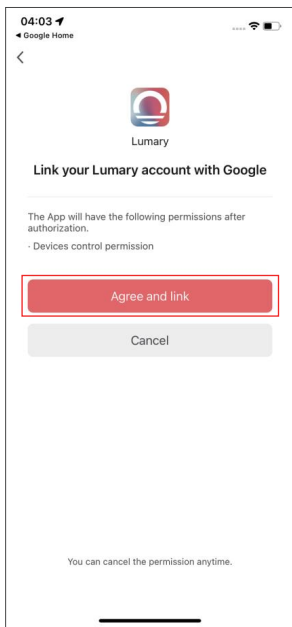 04:03
◀ Google Home
Lumary
Link your Lumary account with Google
The App will have the following permissions after
authorization.
· Devices control permission
Agree and link
Cancel
You can cancel the permission anytime.